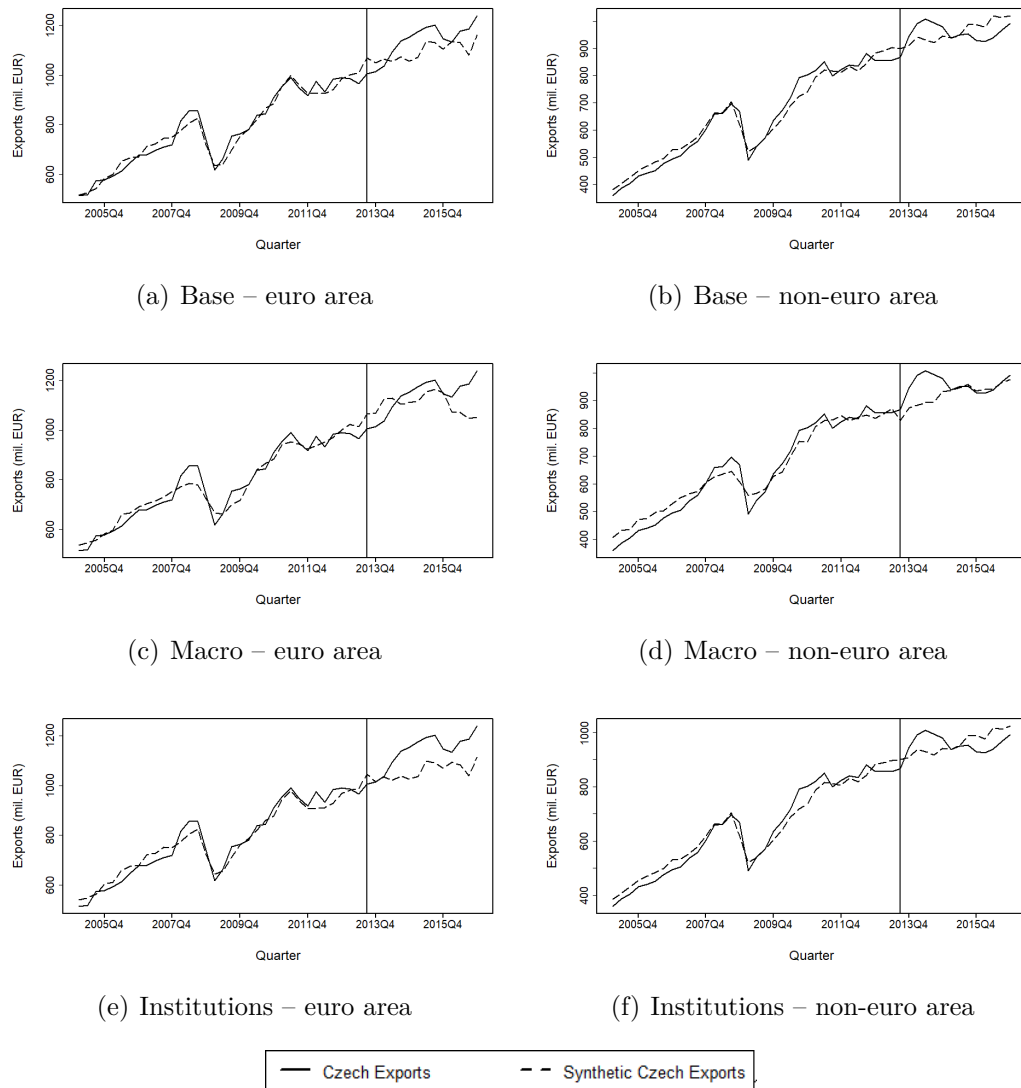 Exports (mil. EUR)
600 800 1000 1200
2005Q4 2007Q4 2009Q4 2011Q4 2013Q4 2015Q4
Quarter
(a) Base – euro area
Exports (mil. EUR)
400 500 600 700 800 900
2005Q4 2007Q4 2009Q4 2011Q4 2013Q4 2015Q4
Quarter
(b) Base – non-euro area
Exports (mil. EUR)
600 800 1000 1200
2005Q4 2007Q4 2009Q4 2011Q4 2013Q4 2015Q4
Quarter
(c) Macro – euro area
Exports (mil. EUR)
400 500 600 700 800 900
2005Q4 2007Q4 2009Q4 2011Q4 2013Q4 2015Q4
Quarter
(d) Macro – non-euro area
Exports (mil. EUR)
600 800 1000 1200
2005Q4 2007Q4 2009Q4 2011Q4 2013Q4 2015Q4
Quarter
(e) Institutions – euro area
Exports (mil. EUR)
400 600 800 1000
2005Q4 2007Q4 2009Q4 2011Q4 2013Q4 2015Q4
Quarter
(f) Institutions – non-euro area
Czech Exports Synthetic Czech Exports